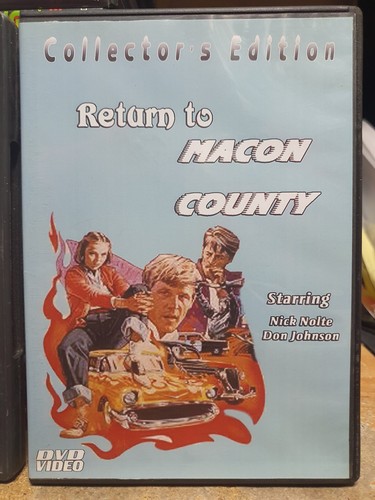 Collector's Edition
Return to
MACON
COUNTY
Starring
Nick Nolte
Don Johnson
DVD
VIDEO